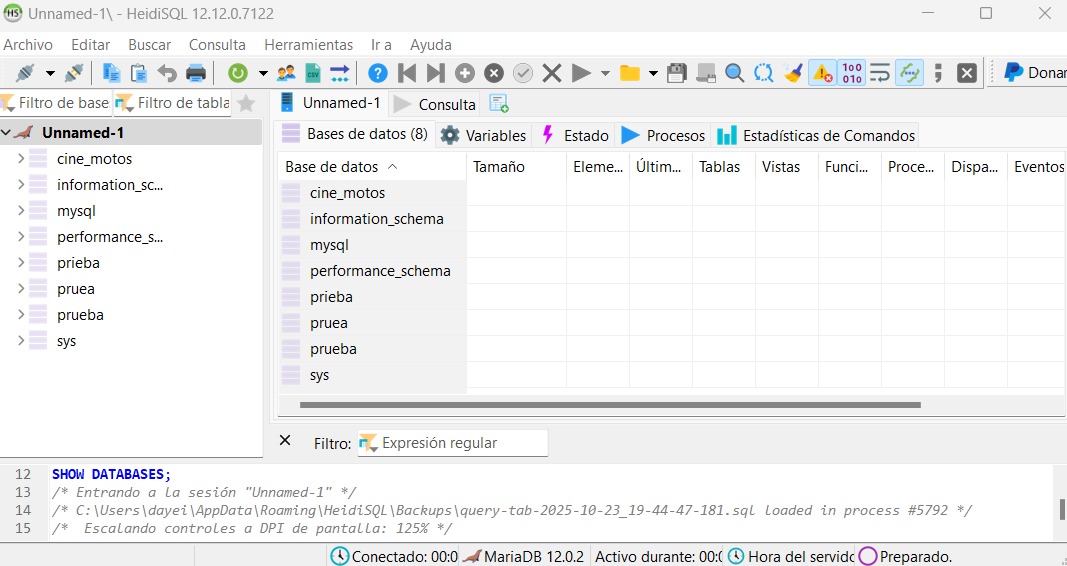 HS Unnamed-1\ - HeidiSQL 12.12.0.7122
Archivo Editar Buscar Consulta Herramientas Ir a Ayuda
CSV ? 100 010 ; Donar
Filtro de base Filtro de tabla Unnamed-1 Consulta
Unnamed-1
cine_motos
information_sc...
mysql
performance_s...
prieba
pruea
prueba
sys
Bases de datos (8) Variables Estado Procesos Estadísticas de Comandos
Base de datos Tamaño Eleme... Últim... Tablas Vistas Funci... Proce... Dispa... Eventos
cine_motos
information_schema
mysql
performance_schema
prieba
pruea
prueba
sys
Filtro: Expresión regular
12 SHOW DATABASES;
13 /* Entrando a la sesión "Unnamed-1" */
14 /* C:\Users\dayei\AppData\Roaming\HeidiSQL\Backups\query-tab-2025-10-23_19-44-47-181.sql loaded in process #5792 */
15 /* Escalando controles a DPI de pantalla: 125% */
Conectado: 00:0 MariaDB 12.0.2 Activo durante: 00:0 Hora del servido Preparado.